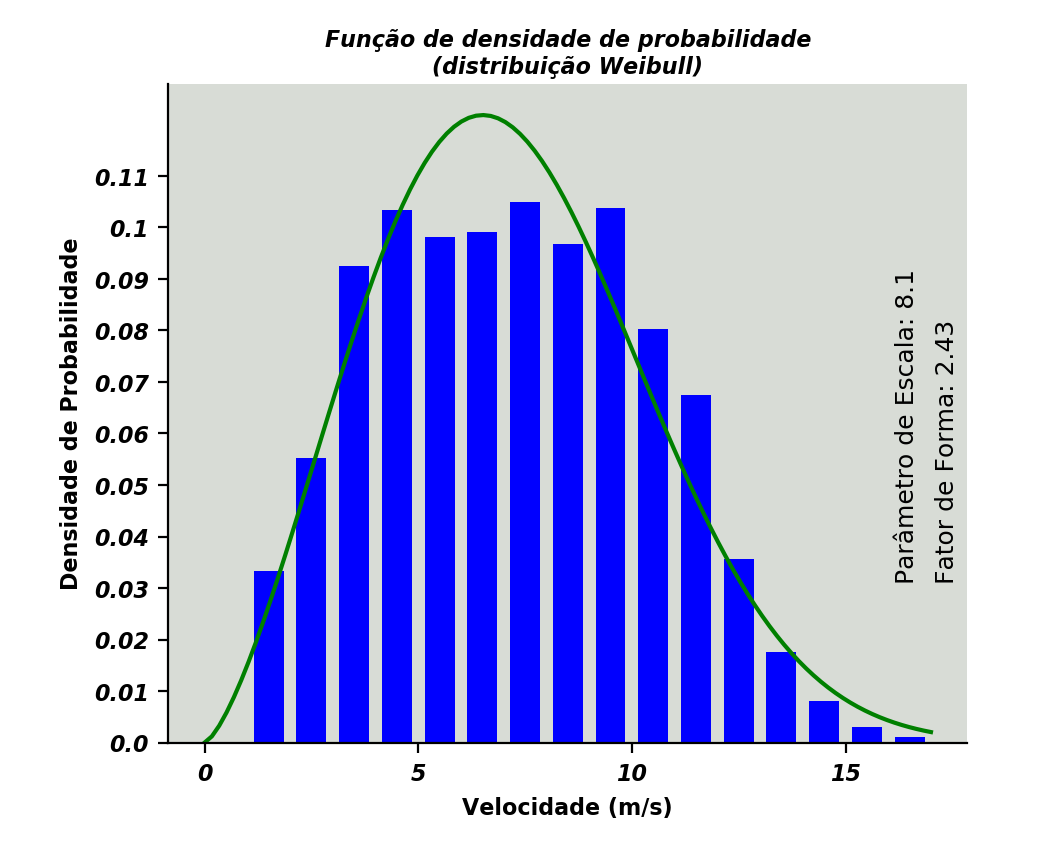 Função de densidade de probabilidade
(distribuição Weibull)
Densidade de Probabilidade
0.11
0.1
0.09
0.08
0.07
0.06
0.05
0.04
0.03
0.02
0.01
0.0
Parâmetro de Escala: 8.1
Fator de Forma: 2.43
0 5 10 15
Velocidade (m/s)